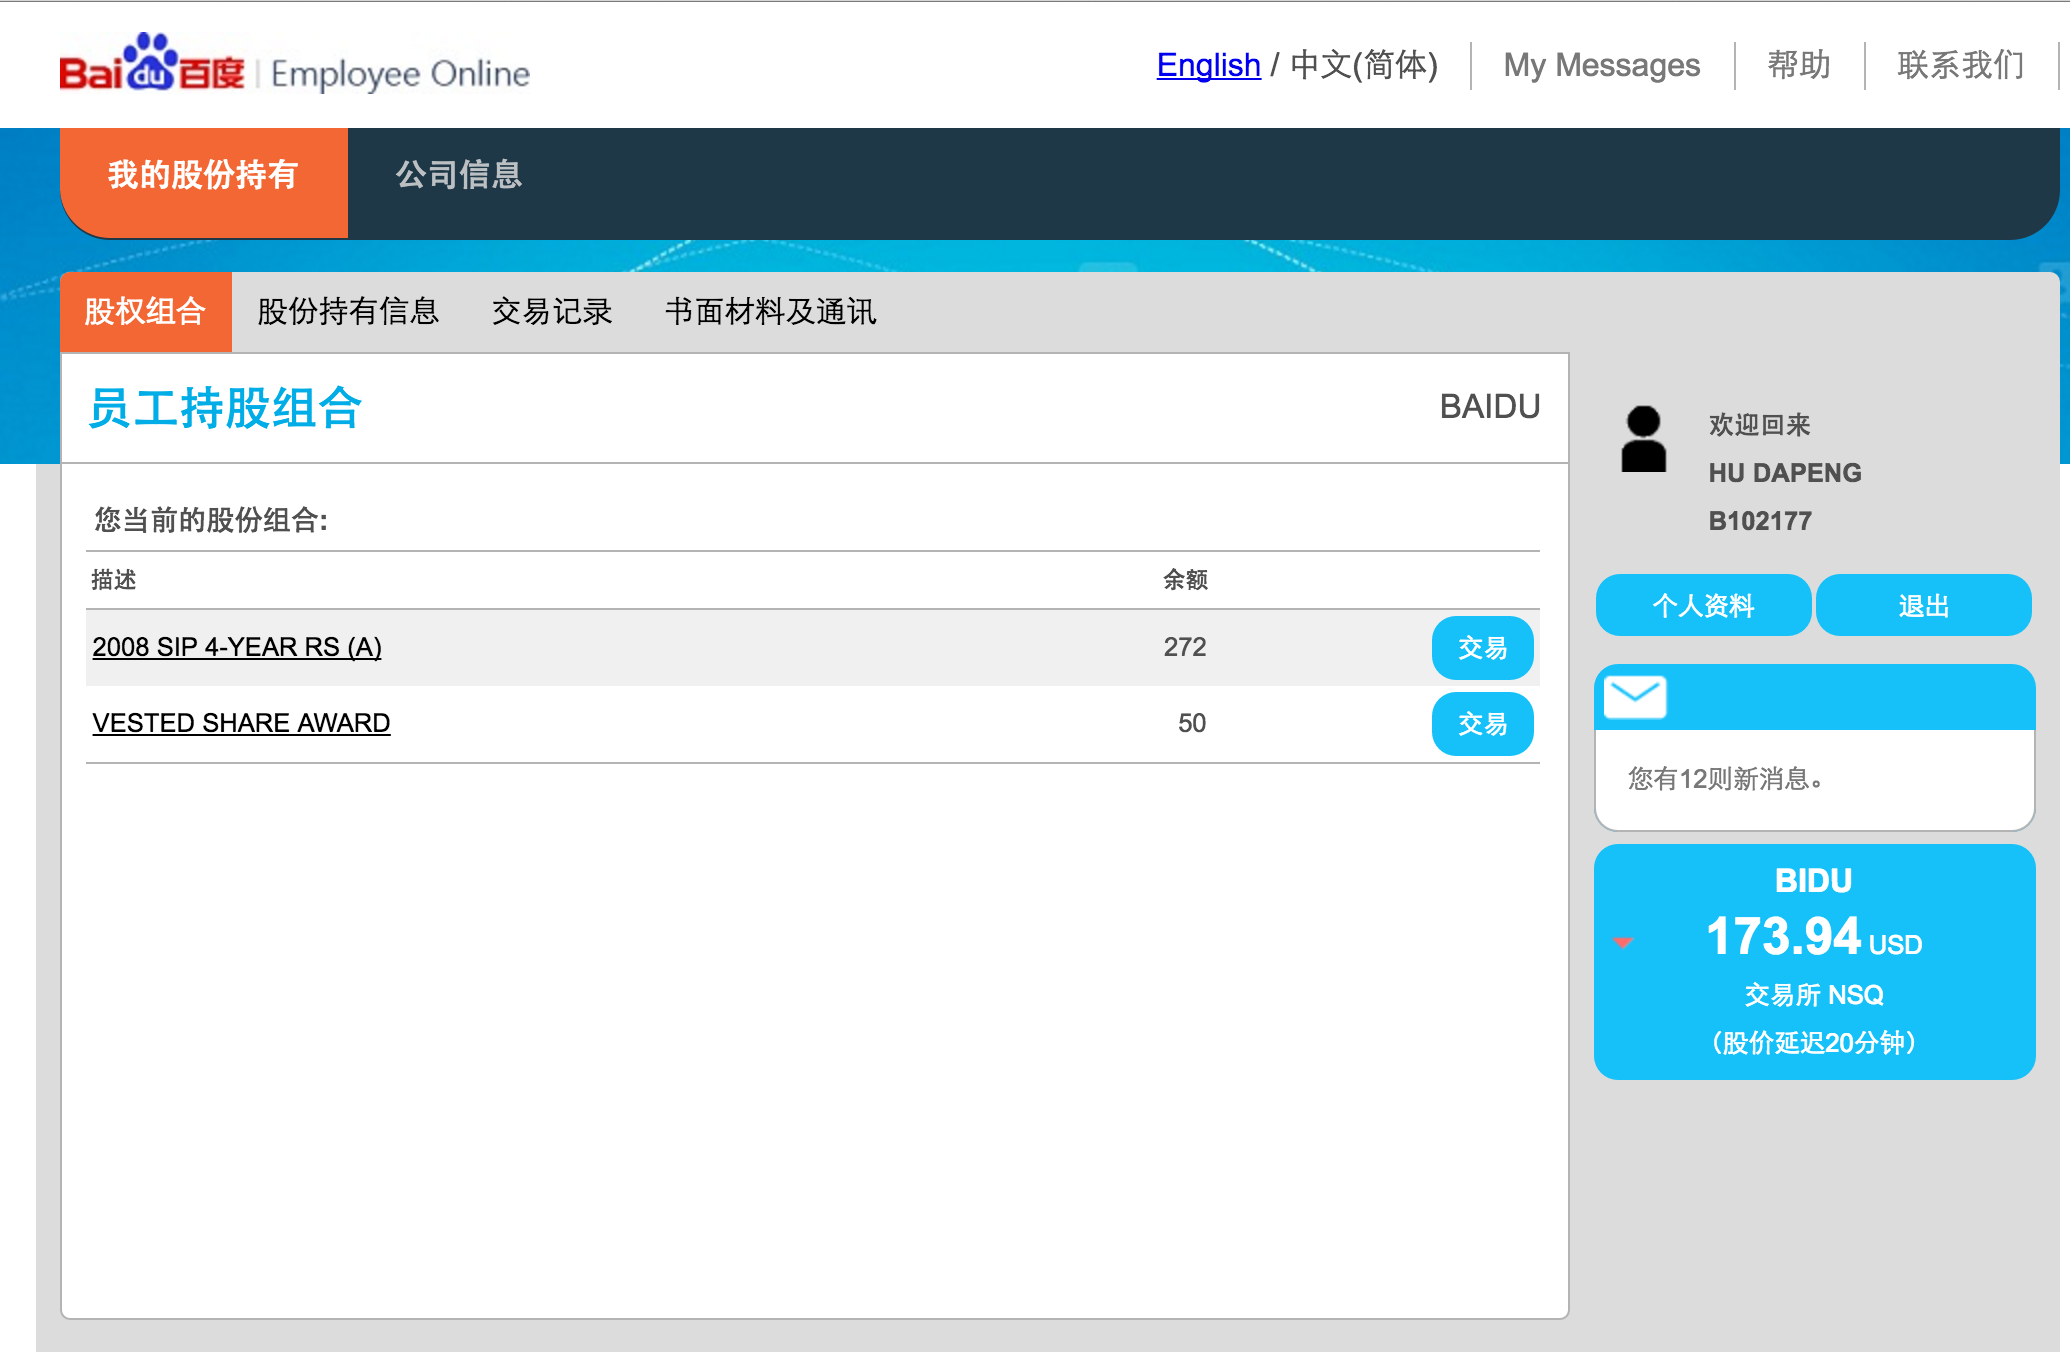 Bai du 百度 | Employee Online
English / 中文(简体) My Messages 帮助 联系我们
我的股份持有 公司信息
股权组合 股份持有信息 交易记录 书面材料及通讯
员工持股组合 BAIDU
您当前的股份组合:
描述 余额
2008 SIP 4-YEAR RS (A) 272 交易
VESTED SHARE AWARD 50 交易
欢迎回来
HU DAPENG
B102177
个人资料 退出
您有12则新消息。
BIDU
173.94 USD
交易所 NSQ
（股价延迟20分钟）